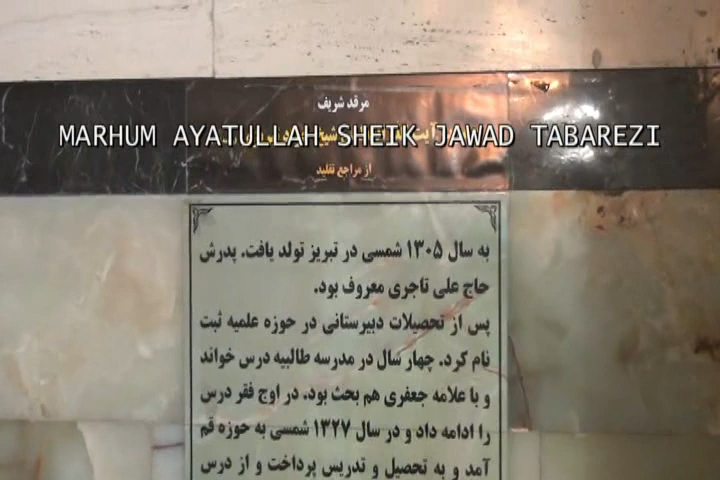 مرقد شریف
MARHUM AYATULLAH SHEIK JAWAD TABAREZI
از مراجع تقلید
به سال ۱۳۰۵ شمسی در تبریز تولد یافت. پدرش
حاج علی تاجری معروف بود.
پس از تحصیلات دبیرستانی در حوزه علمیه ثبت
نام کرد. چهار سال در مدرسه طالبیه درس خواند
و با علامه جعفری هم بحث بود. در اوج فقر درس
را ادامه داد و در سال ۱۳۲۷ شمسی به حوزه قم
آمد و به تحصیل و تدریس پرداخت و از درس